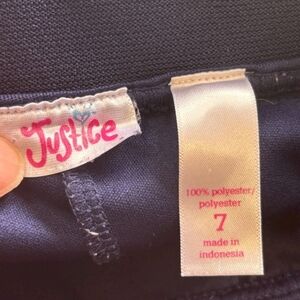 Justice
100% polyester/
polyester
7
made in
indonesia